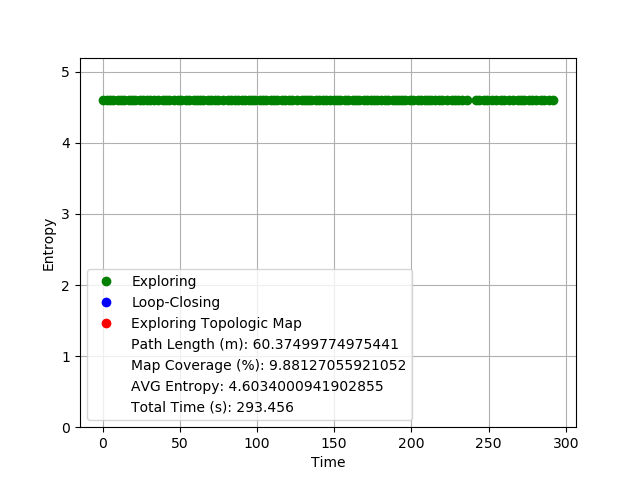 5
4
3
2
1
0
Entropy
Exploring
Loop-Closing
Exploring Topologic Map
Path Length (m): 60.37499774975441
Map Coverage (%): 9.88127055921052
AVG Entropy: 4.6034000941902855
Total Time (s): 293.456
0 50 100 150 200 250 300
Time